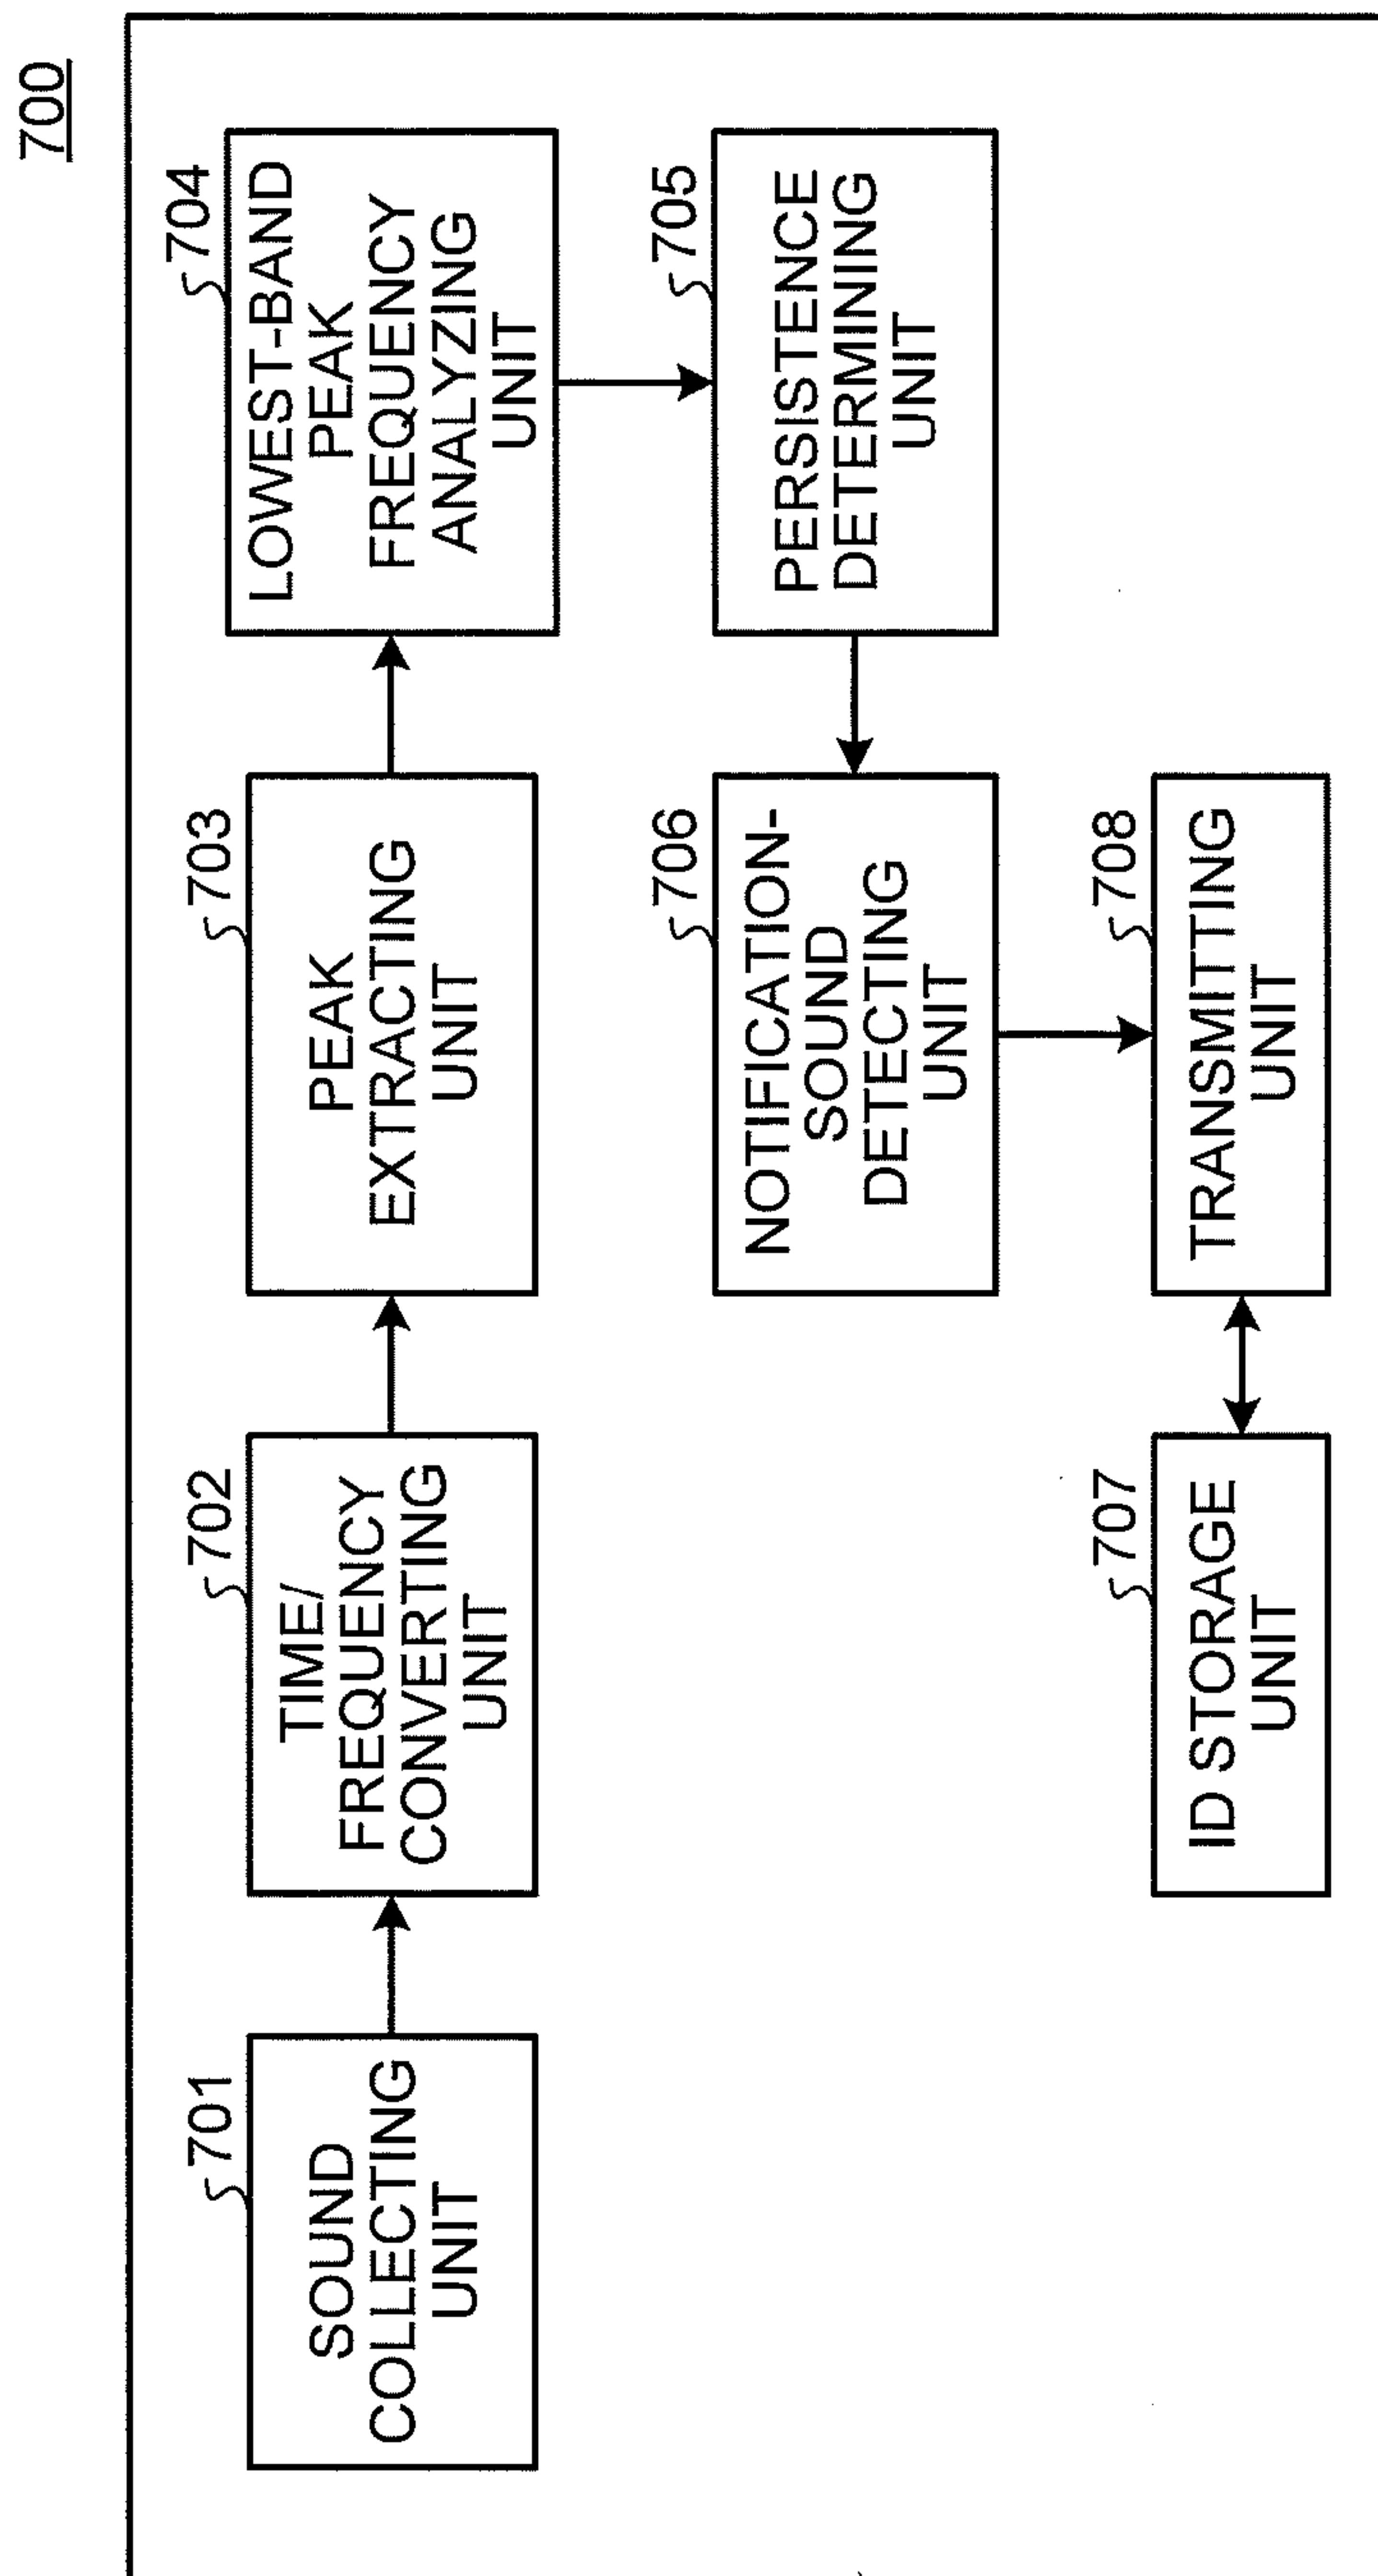 700
701
SOUND
COLLECTING
UNIT
702
TIME/
FREQUENCY
CONVERTING
UNIT
703
PEAK
EXTRACTING
UNIT
704
LOWEST-BAND
PEAK
FREQUENCY
ANALYZING
UNIT
705
PERSISTENCE
DETERMINING
UNIT
706
NOTIFICATION-
SOUND
DETECTING
UNIT
707
ID STORAGE
UNIT
708
TRANSMITTING
UNIT